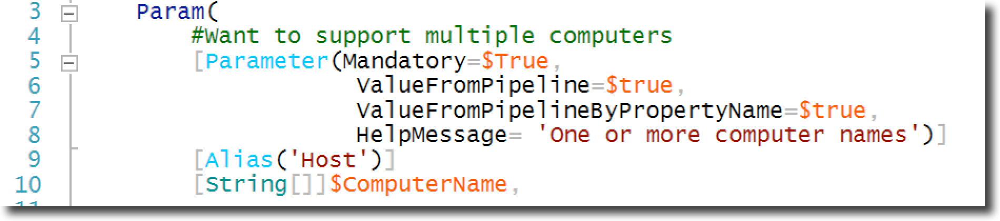 3 Param(
4 #Want to support multiple computers
5 [Parameter(Mandatory=$True,
6 ValueFromPipeline=$true,
7 ValueFromPipelineByPropertyName=$true,
8 HelpMessage= 'One or more computer names')]
9 [Alias('Host')]
10 [String[]]$ComputerName,